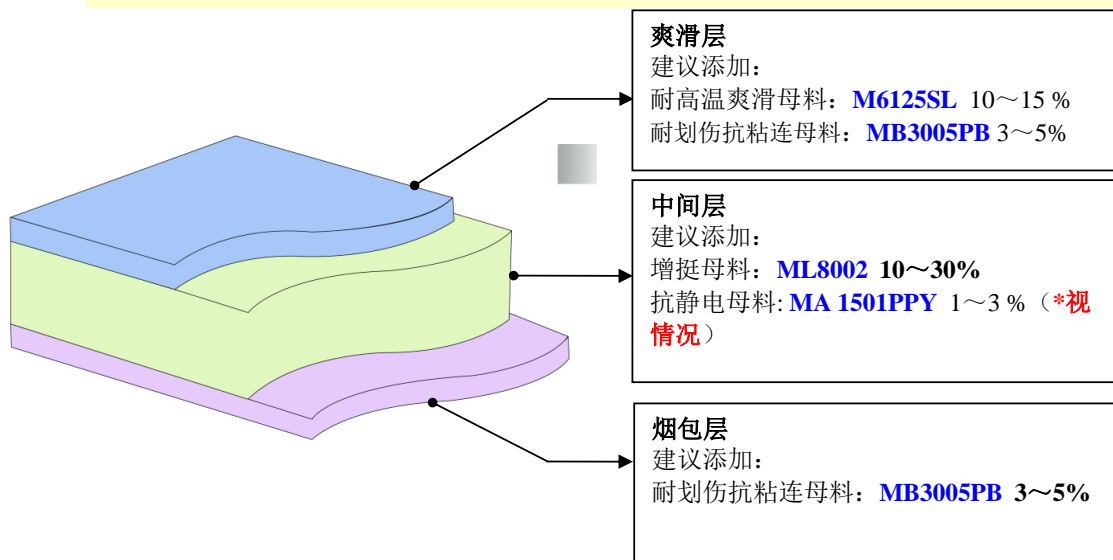 爽滑层
建议添加：
耐高温爽滑母料：M6125SL 10～15 %
耐划伤抗粘连母料：MB3005PB 3～5%
中间层
建议添加：
增挺母料：ML8002 10～30%
抗静电母料: MA 1501PPY 1～3 %（*视
情况）
烟包层
建议添加：
耐划伤抗粘连母料：MB3005PB 3～5%